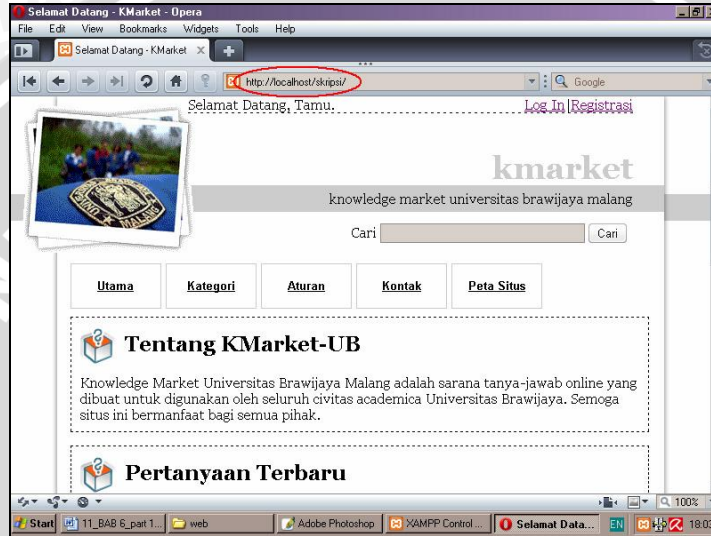 Selamat Datang - KMarket - Opera
File Edit View Bookmarks Widgets Tools Help
Selamat Datang - KMarket
http://localhost/skripsi/
Google
Selamat Datang, Tamu.
Log In | Registrasi
kmarket
knowledge market universitas brawijaya malang
Cari
Cari
Utama
Kategori
Aturan
Kontak
Peta Situs
Tentang KMarket-UB
Knowledge Market Universitas Brawijaya Malang adalah sarana tanya-jawab online yang
dibuat untuk digunakan oleh seluruh civitas academica Universitas Brawijaya. Semoga
situs ini bermanfaat bagi semua pihak.
Pertanyaan Terbaru
100%
Start
11_BAB 6_part 1...
web
Adobe Photoshop
XAMPP Control ...
Selamat Data...
EN
18:03